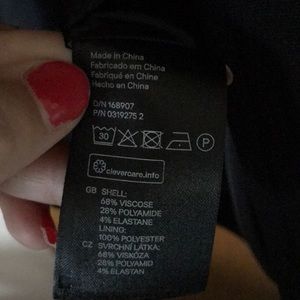 Made in China
Fabricado em China
Fabriqué en Chine
Hecho en China
O/N 168907
P/N 0319275 2
30 P
clevercare.info
GB SHELL:
68% VISCOSE
28% POLYAMIDE
4% ELASTANE
LINING:
100% POLYESTER
CZ SVRCHNÍ LÁTKA:
68% VISKÓZA
28% POLYAMID
4% ELASTAN